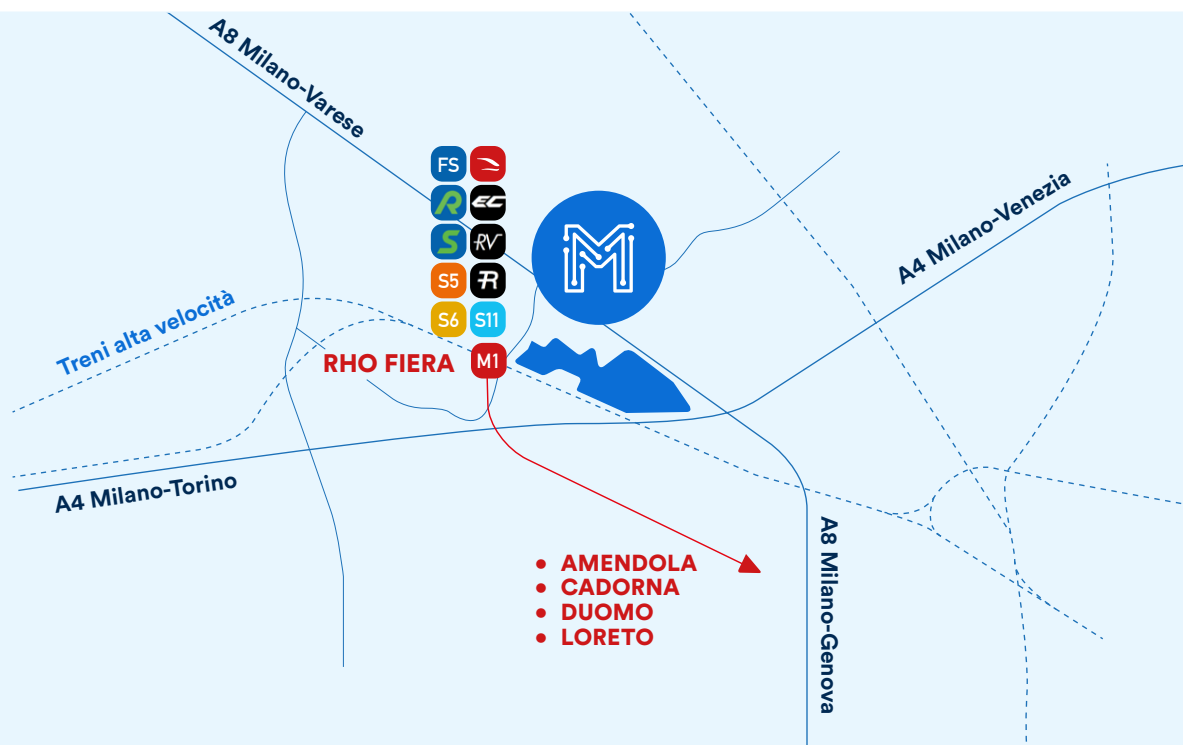 A8 Milano-Varese
FS
R
EC
S
RV
S5
R
S6
S11
M
A4 Milano-Venezia
Treni alta velocità
RHO FIERA
M1
A4 Milano-Torino
• AMENDOLA
• CADORNA
• DUOMO
• LORETO
A8 Milano-Genova